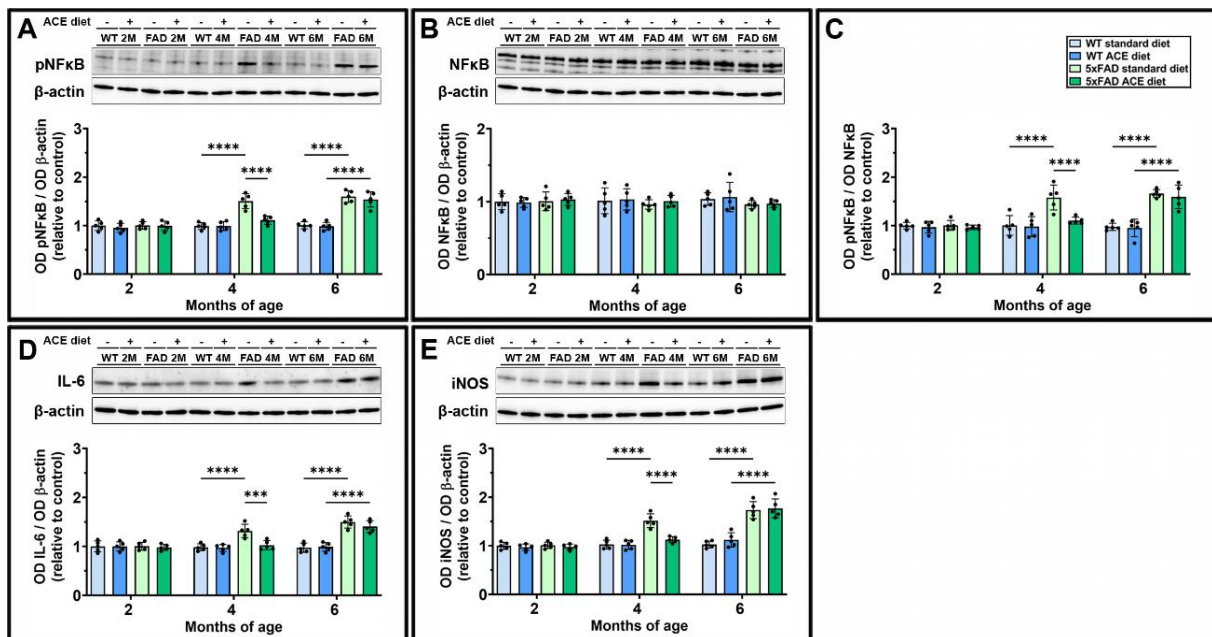 A
ACE diet - + - + - + - + - + - +
WT 2M FAD 2M WT 4M FAD 4M WT 6M FAD 6M
pNFκB
β-actin
OD pNFκB / OD β-actin
(relative to control)
3
2
1
0
**** **** **** ****
2 4 6
Months of age
B
ACE diet - + - + - + - + - + - +
WT 2M FAD 2M WT 4M FAD 4M WT 6M FAD 6M
NFκB
β-actin
OD NFκB / OD β-actin
(relative to control)
2
1
0
2 4 6
Months of age
C
WT standard diet
WT ACE diet
5xFAD standard diet
5xFAD ACE diet
OD pNFκB / OD NFκB
(relative to control)
3
2
1
0
**** **** **** ****
2 4 6
Months of age
D
ACE diet - + - + - + - + - + - +
WT 2M FAD 2M WT 4M FAD 4M WT 6M FAD 6M
IL-6
β-actin
OD IL-6 / OD β-actin
(relative to control)
3
2
1
0
**** *** **** ****
2 4 6
Months of age
E
ACE diet - + - + - + - + - + - +
WT 2M FAD 2M WT 4M FAD 4M WT 6M FAD 6M
iNOS
β-actin
OD iNOS / OD β-actin
(relative to control)
3
2
1
0
**** **** **** ****
2 4 6
Months of age